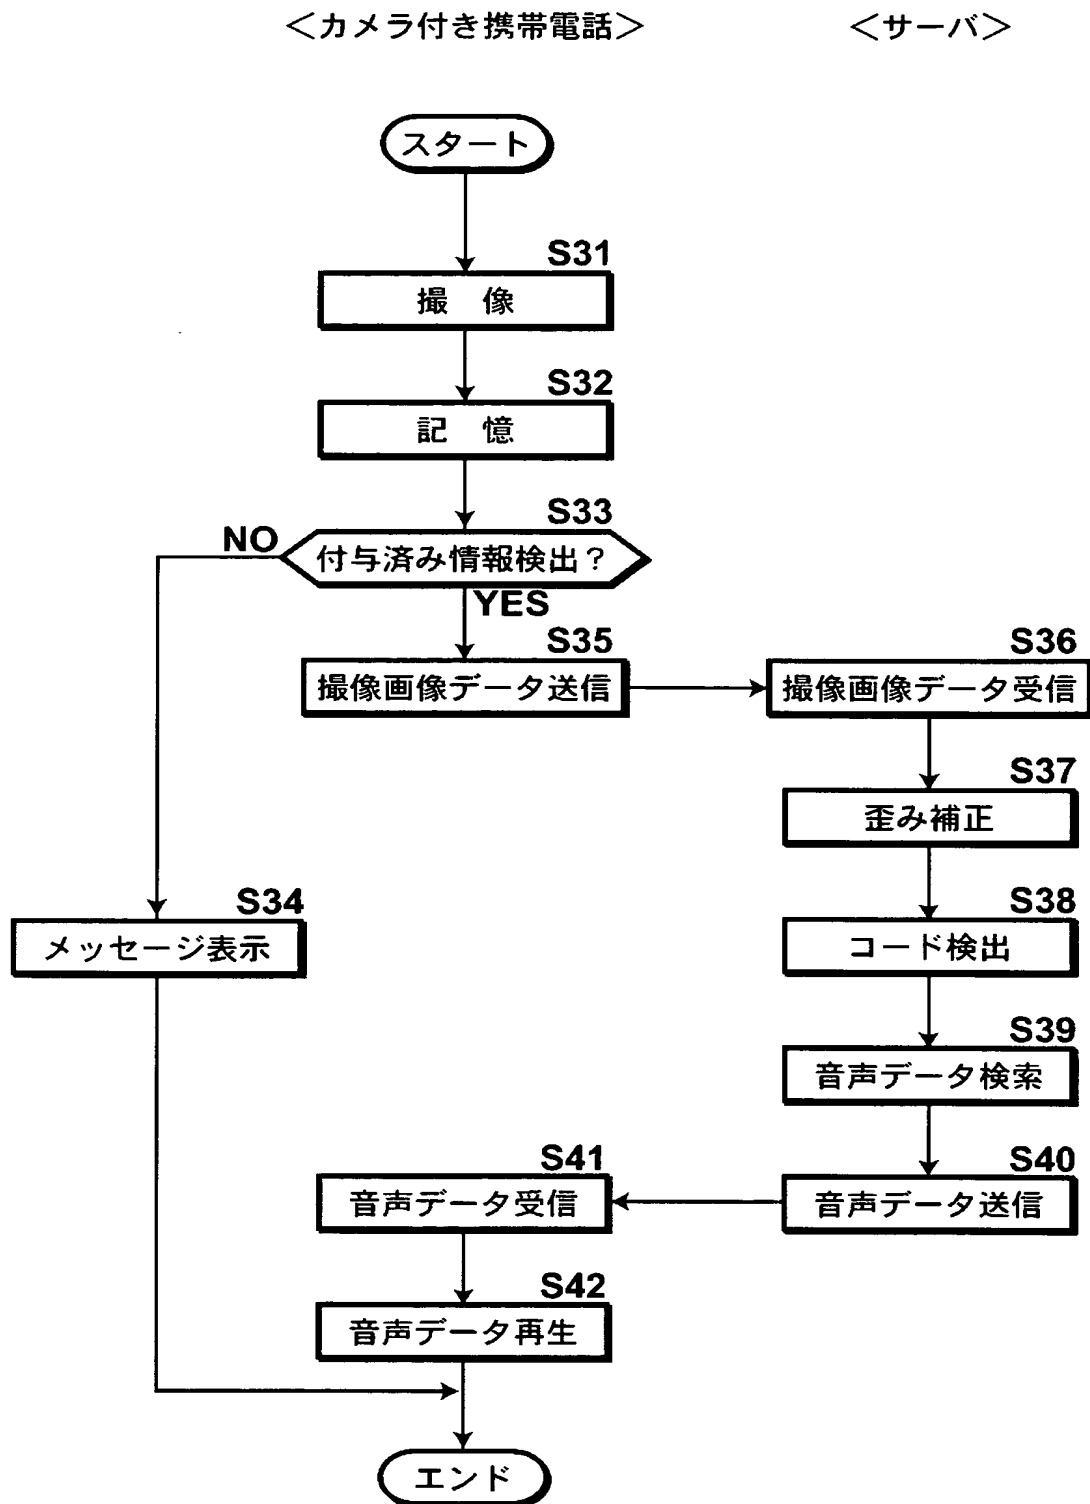 ＜カメラ付き携帯電話＞
＜サーバ＞
スタート
S31
撮　像
S32
記　憶
S33
NO
付与済み情報検出？
YES
S35
撮像画像データ送信
S36
撮像画像データ受信
S37
歪み補正
S34
メッセージ表示
S38
コード検出
S39
音声データ検索
S40
音声データ送信
S41
音声データ受信
S42
音声データ再生
エンド